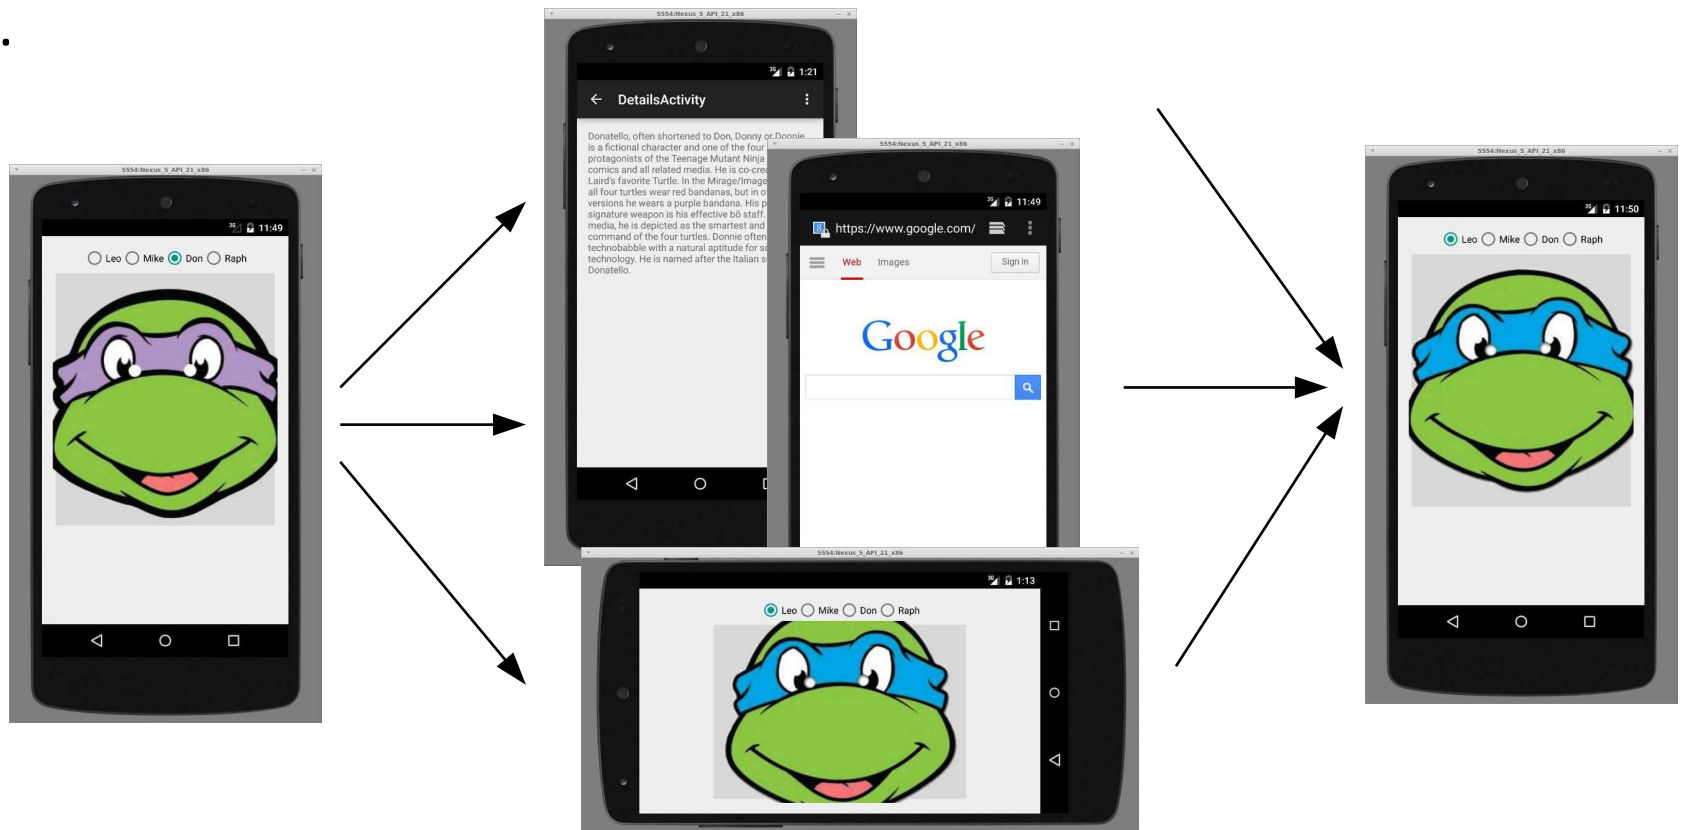 5554:Nexus_5_API_21_x86
3G 11:49
Leo Mike Don Raph
5554:Nexus_5_API_21_x86
3G 1:21
DetailsActivity
Donatello, often shortened to Don, Donny or Donnie
is a fictional character and one of the four
protagonists of the Teenage Mutant Ninja
comics and all related media. He is co-crea
Laird's favorite Turtle. In the Mirage/Image
all four turtles wear red bandanas, but in o
versions he wears a purple bandana. His p
signature weapon is his effective bō staff.
media, he is depicted as the smartest and
command of the four turtles. Donnie often
technobabble with a natural aptitude for sc
technology. He is named after the Italian s
Donatello.
5554:Nexus_5_API_21_x86
3G 11:49
https://www.google.com/
Web Images Sign in
Google
5554:Nexus_5_API_21_x86
3G 1:13
Leo Mike Don Raph
5554:Nexus_5_API_21_x86
3G 11:50
Leo Mike Don Raph